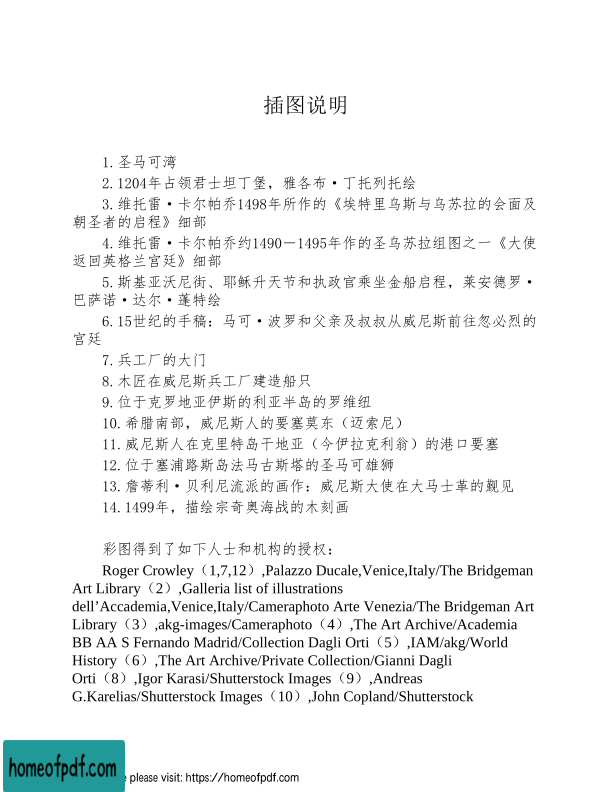 插图说明
1.圣马可湾
2.1204年占领君士坦丁堡，雅各布·丁托列托绘
3.维托雷·卡尔帕乔1498年所作的《埃特里乌斯与乌苏拉的会面及
朝圣者的启程》细部
4.维托雷·卡尔帕乔约1490－1495年作的圣乌苏拉组图之一《大使
返回英格兰宫廷》细部
5.斯基亚沃尼街、耶稣升天节和执政官乘坐金船启程，莱安德罗·
巴萨诺·达尔·蓬特绘
6.15世纪的手稿：马可·波罗和父亲及叔叔从威尼斯前往忽必烈的
宫廷
7.兵工厂的大门
8.木匠在威尼斯兵工厂建造船只
9.位于克罗地亚伊斯的利亚半岛的罗维纽
10.希腊南部，威尼斯人的要塞莫东（迈索尼）
11.威尼斯人在克里特岛干地亚（今伊拉克利翁）的港口要塞
12.位于塞浦路斯岛法马古斯塔的圣马可雄狮
13.詹蒂利·贝利尼流派的画作：威尼斯大使在大马士革的觐见
14.1499年，描绘宗奇奥海战的木刻画
彩图得到了如下人士和机构的授权：
Roger Crowley（1,7,12）,Palazzo Ducale,Venice,Italy/The Bridgeman
Art Library（2）,Galleria list of illustrations
dell’Accademia,Venice,Italy/Cameraphoto Arte Venezia/The Bridgeman Art
Library（3）,akg-images/Cameraphoto（4）,The Art Archive/Academia
BB AA S Fernando Madrid/Collection Dagli Orti（5）,IAM/akg/World
History（6）,The Art Archive/Private Collection/Gianni Dagli
Orti（8）,Igor Karasi/Shutterstock Images（9）,Andreas
G.Karelias/Shutterstock Images（10）,John Copland/Shutterstock
homeofpdf.com
please visit: https://homeofpdf.com